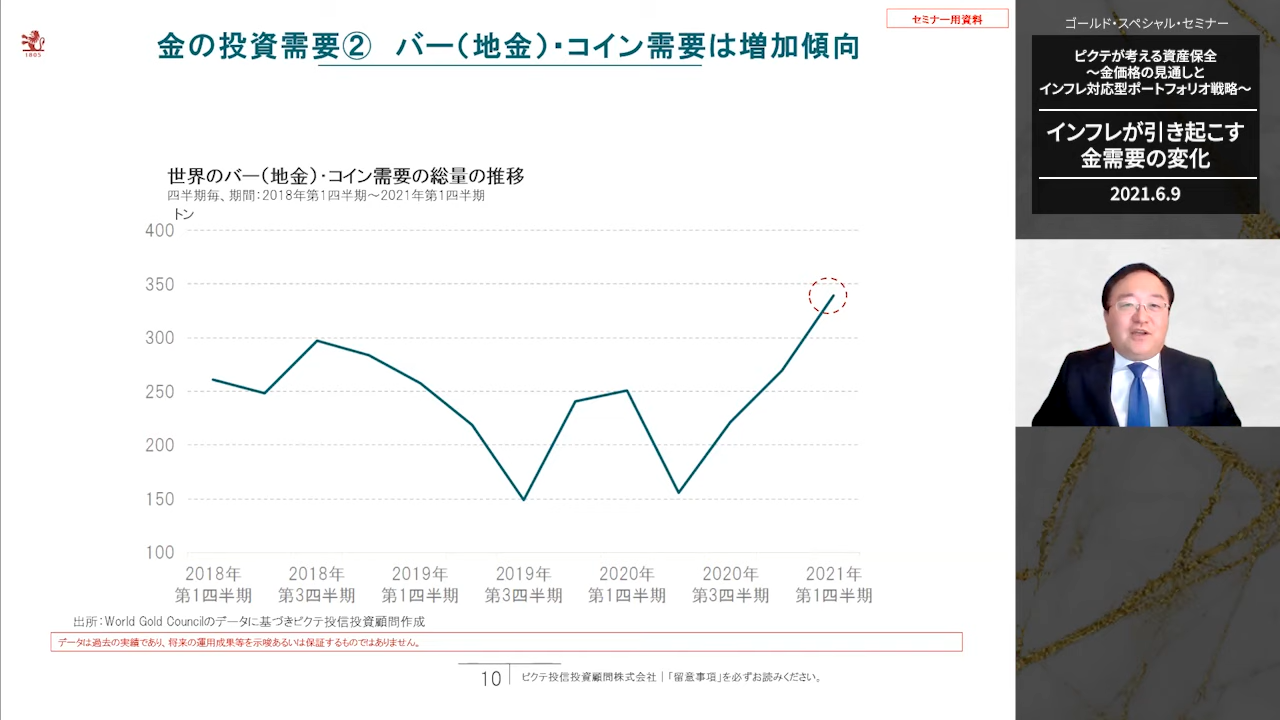 1805
金の投資需要② バー(地金)・コイン需要は増加傾向
セミナー用資料
世界のバー(地金)・コイン需要の総量の推移
四半期毎、期間：2018年第1四半期～2021年第1四半期
トン
400
350
300
250
200
150
100
2018年 2018年 2019年 2019年 2020年 2020年 2021年
第1四半期 第3四半期 第1四半期 第3四半期 第1四半期 第3四半期 第1四半期
出所：World Gold Councilのデータに基づきピクテ投信投資顧問作成
データは過去の実績であり、将来の運用成果等を示唆あるいは保証するものではありません。
10 ピクテ投信投資顧問株式会社｜「留意事項」を必ずお読みください。
ゴールド・スペシャル・セミナー
ピクテが考える資産保全
～金価格の見通しと
インフレ対応型ポートフォリオ戦略～
インフレが引き起こす
金需要の変化
2021.6.9